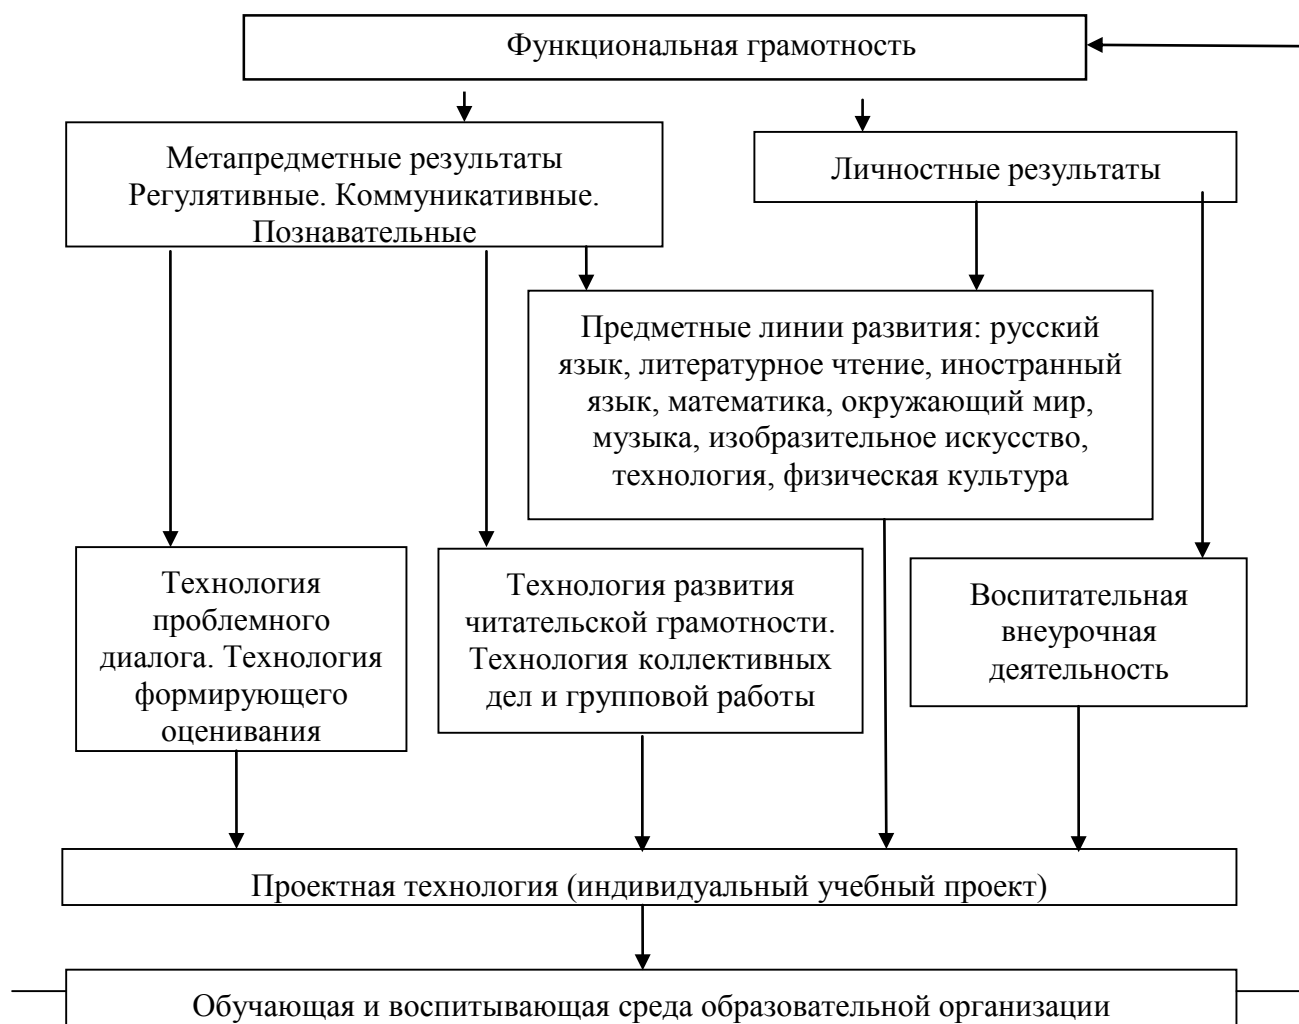 Функциональная грамотность
Метапредметные результаты
Регулятивные. Коммуникативные.
Познавательные
Личностные результаты
Предметные линии развития: русский
язык, литературное чтение, иностранный
язык, математика, окружающий мир,
музыка, изобразительное искусство,
технология, физическая культура
Технология
проблемного
диалога. Технология
формирующего
оценивания
Технология развития
читательской грамотности.
Технология коллективных
дел и групповой работы
Воспитательная
внеурочная
деятельность
Проектная технология (индивидуальный учебный проект)
Обучающая и воспитывающая среда образовательной организации